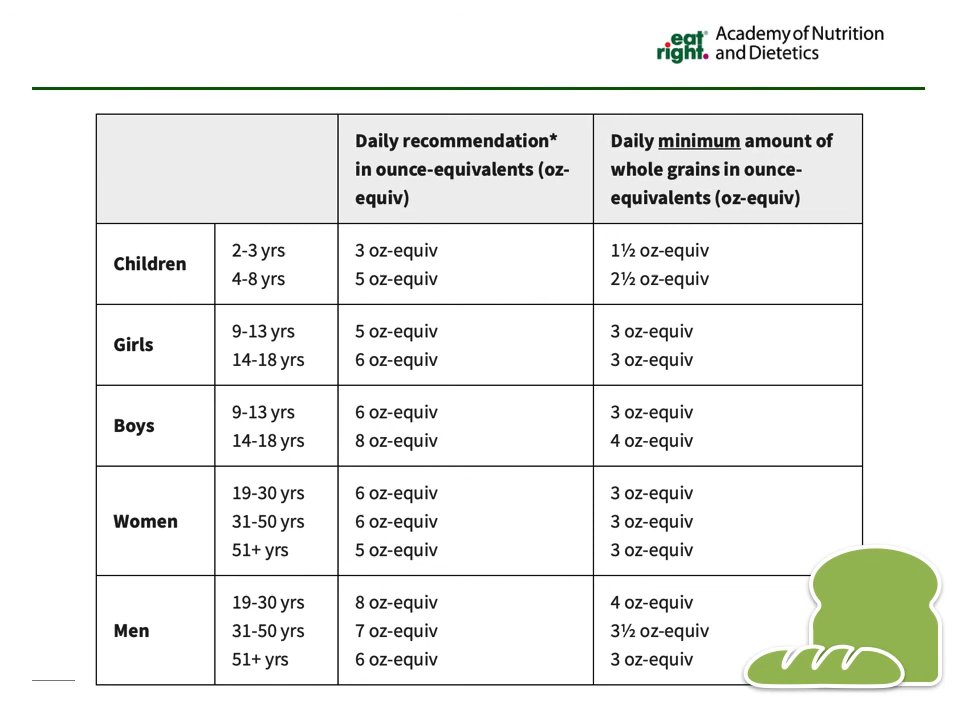 eat right.® Academy of Nutrition
and Dietetics
Daily recommendation*
in ounce-equivalents (oz-
equiv)
Daily minimum amount of
whole grains in ounce-
equivalents (oz-equiv)
Children
2-3 yrs 3 oz-equiv 1½ oz-equiv
4-8 yrs 5 oz-equiv 2½ oz-equiv
Girls
9-13 yrs 5 oz-equiv 3 oz-equiv
14-18 yrs 6 oz-equiv 3 oz-equiv
Boys
9-13 yrs 6 oz-equiv 3 oz-equiv
14-18 yrs 8 oz-equiv 4 oz-equiv
Women
19-30 yrs 6 oz-equiv 3 oz-equiv
31-50 yrs 6 oz-equiv 3 oz-equiv
51+ yrs 5 oz-equiv 3 oz-equiv
Men
19-30 yrs 8 oz-equiv 4 oz-equiv
31-50 yrs 7 oz-equiv 3½ oz-equiv
51+ yrs 6 oz-equiv 3 oz-equiv